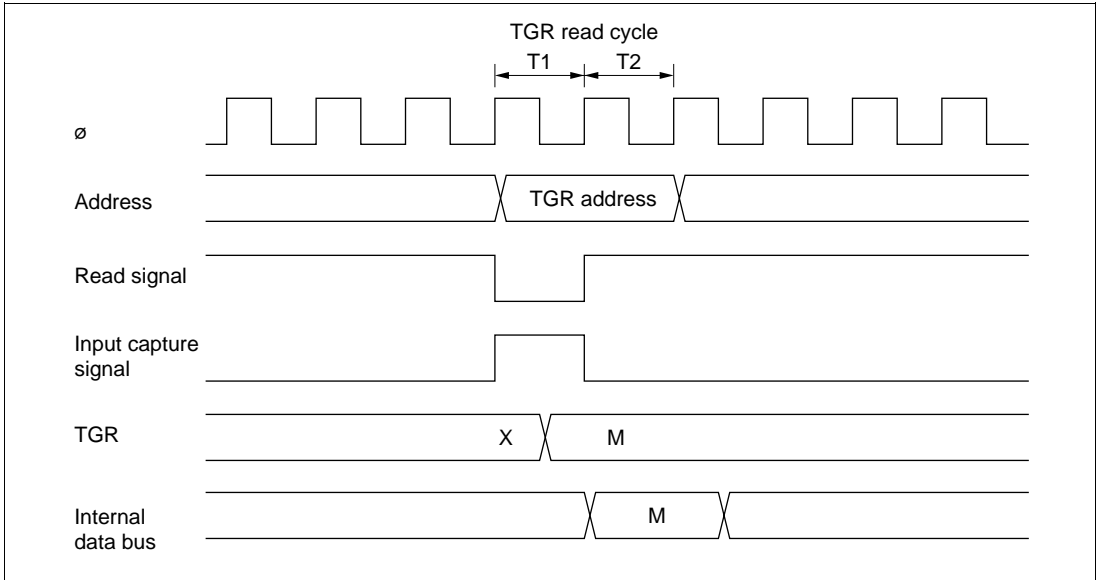 TGR read cycle
T1 T2
ø
Address
TGR address
Read signal
Input capture
signal
TGR
X M
Internal
data bus
M